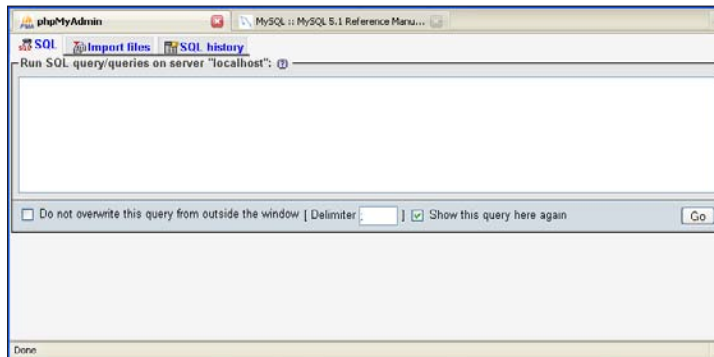 phpMyAdmin MySQL :: MySQL 5.1 Reference Manu...
SQL Import files SQL history
Run SQL query/queries on server "localhost":
Do not overwrite this query from outside the window [ Delimiter ; ] Show this query here again Go
Done